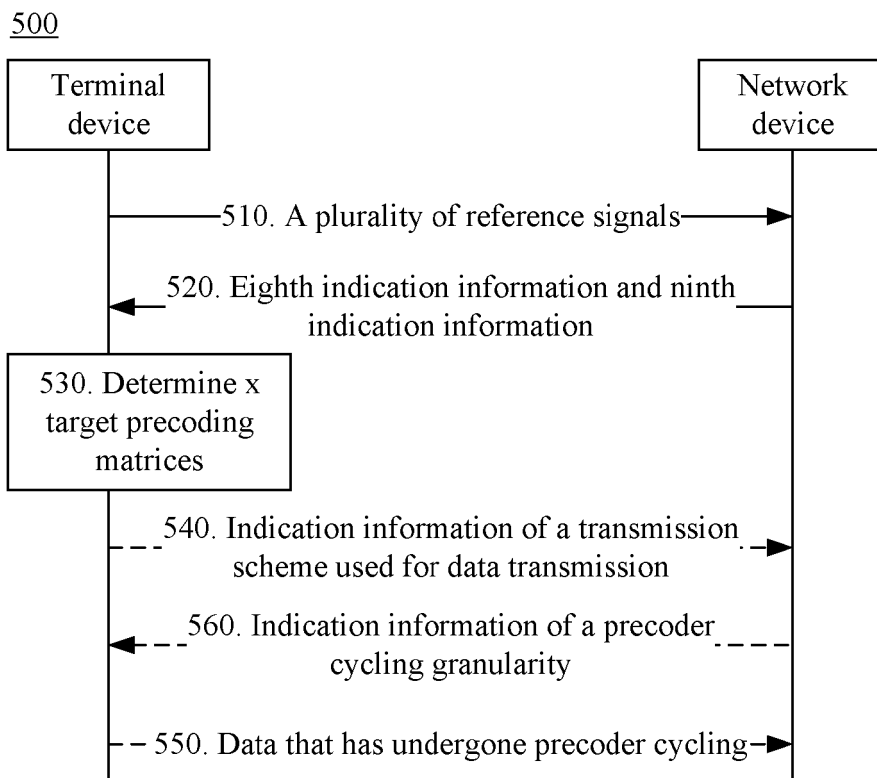 500
Terminal
device
Network
device
510. A plurality of reference signals
520. Eighth indication information and ninth
indication information
530. Determine x
target precoding
matrices
540. Indication information of a transmission
scheme used for data transmission
560. Indication information of a precoder
cycling granularity
550. Data that has undergone precoder cycling